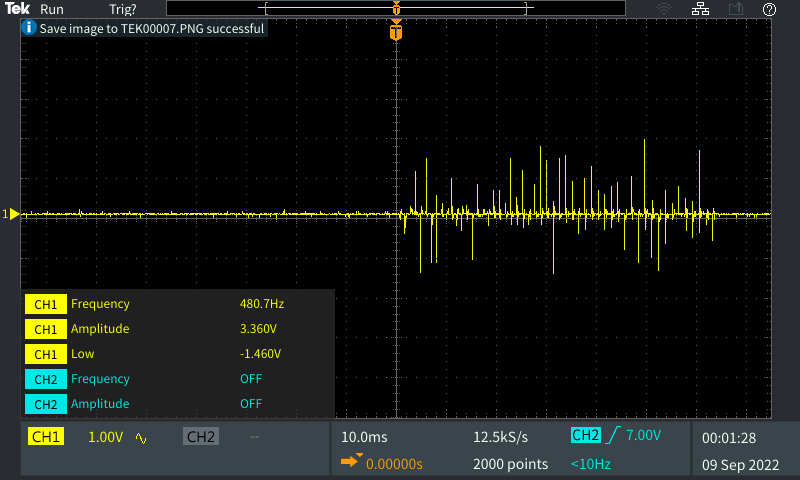 Tek Run Trig? T ?
i Save image to TEK00007.PNG successful
T
1
CH1 Frequency 480.7Hz
CH1 Amplitude 3.360V
CH1 Low -1.460V
CH2 Frequency OFF
CH2 Amplitude OFF
CH1 1.00V CH2 -- 10.0ms 12.5kS/s CH2 7.00V 00:01:28
0.00000s 2000 points <10Hz 09 Sep 2022